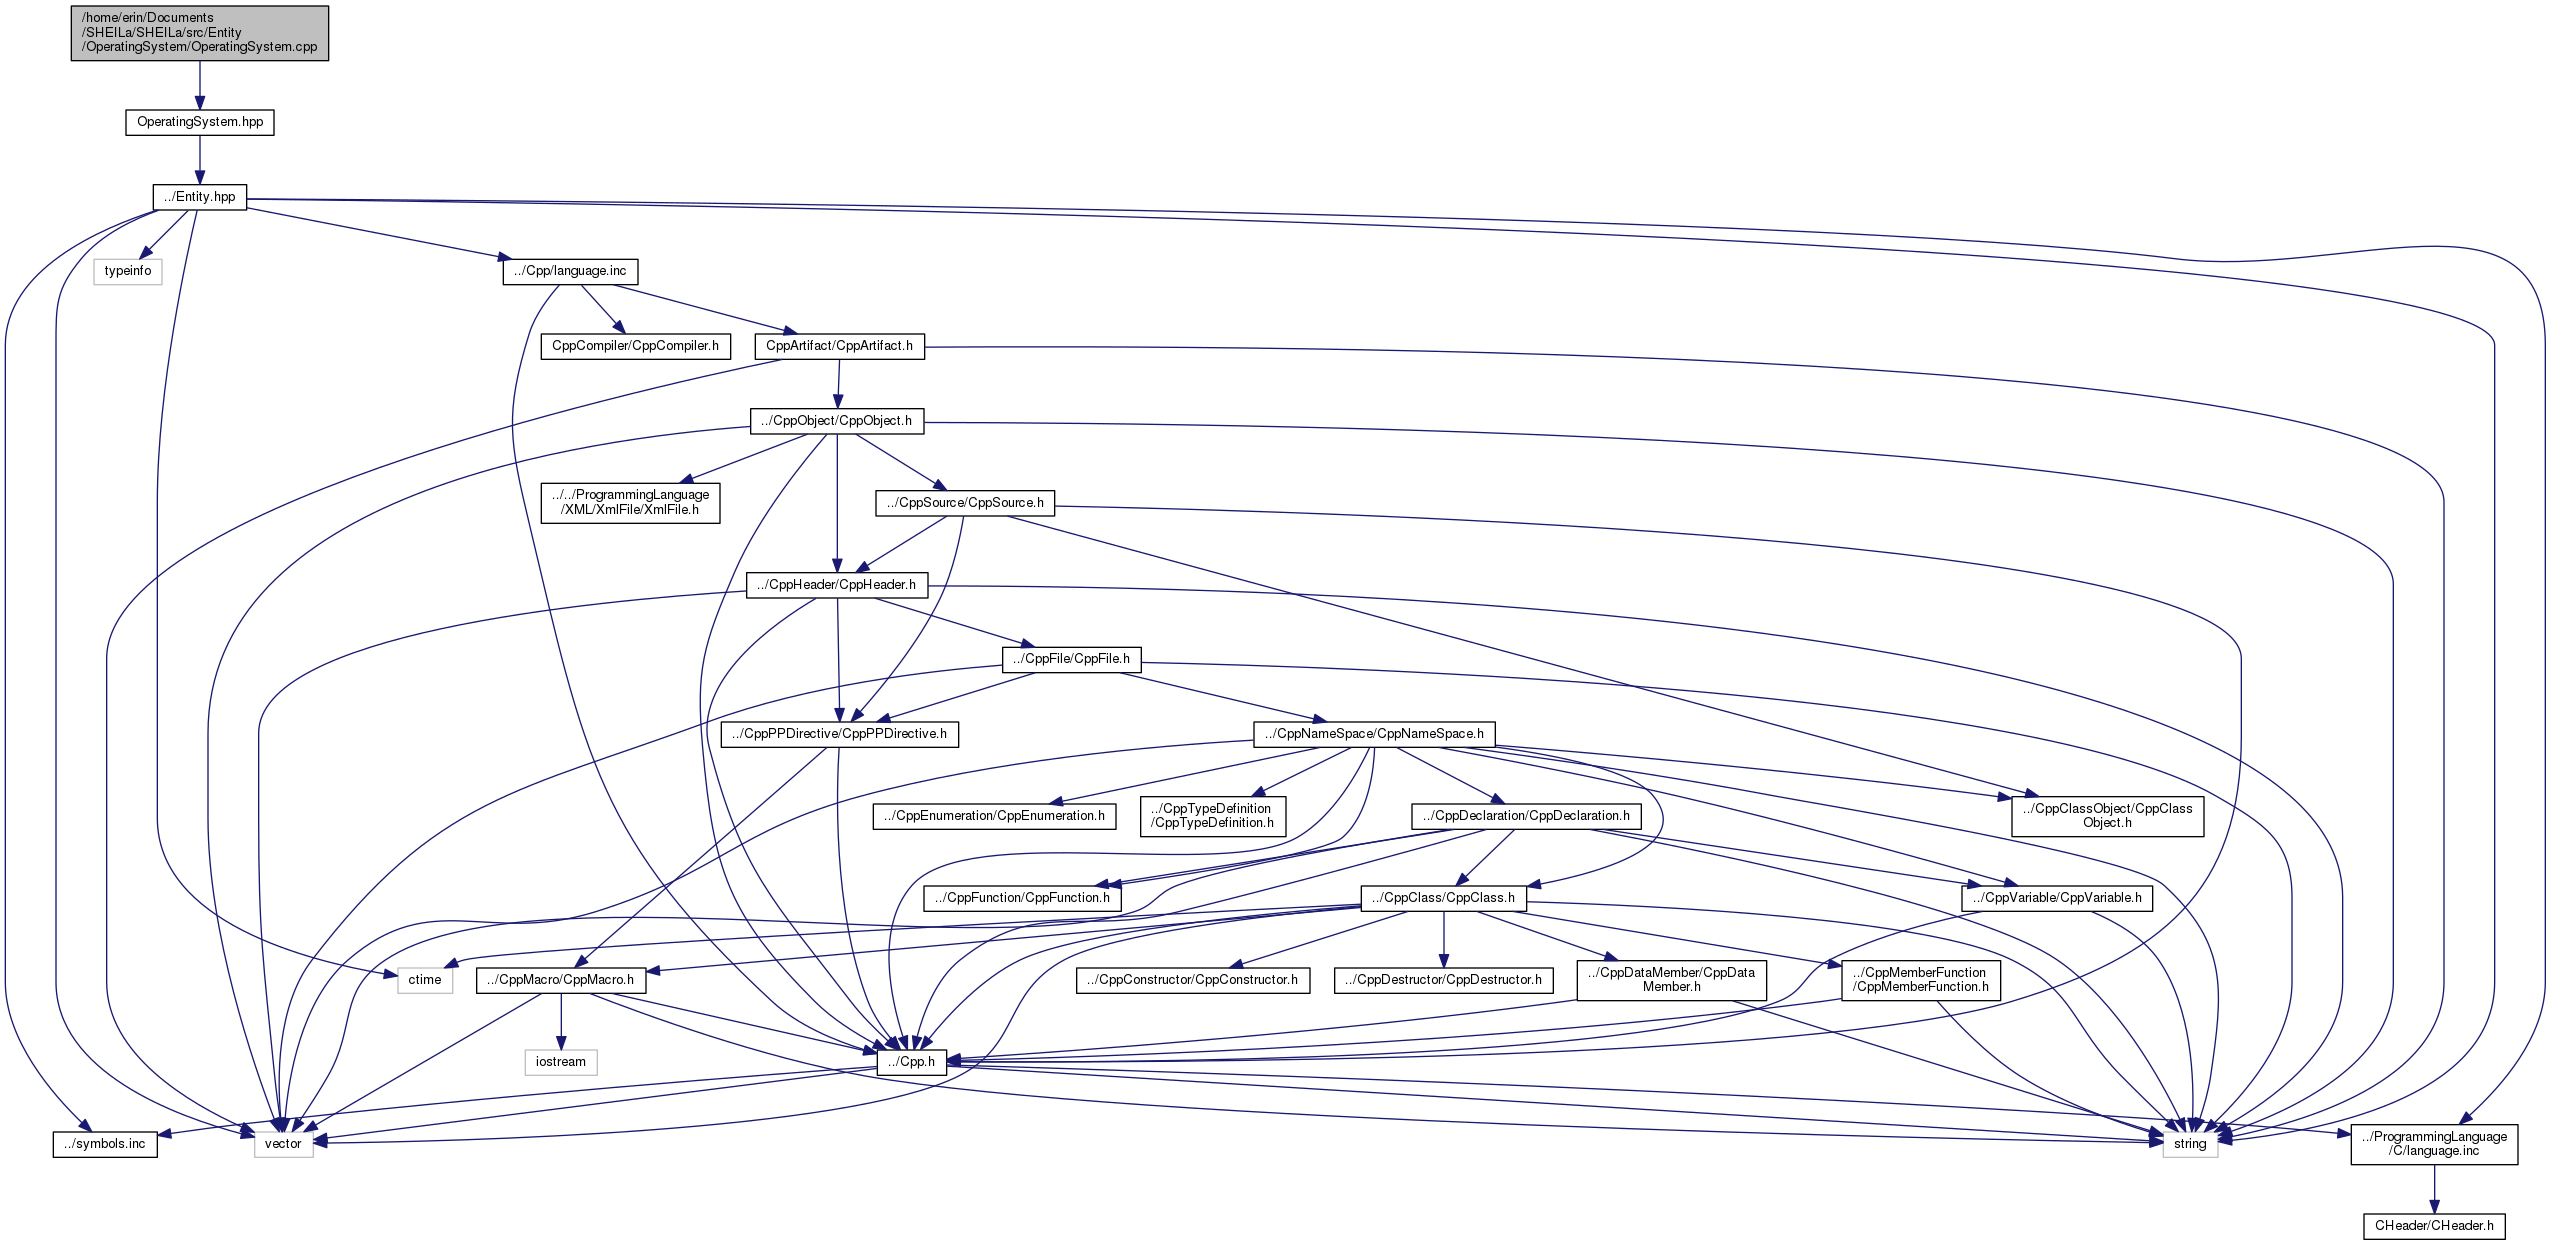 /home/erin/Documents
/SHEILa/SHEILa/src/Entity
/OperatingSystem/OperatingSystem.cpp
OperatingSystem.hpp
../Entity.hpp
typeinfo
../Cpp/language.inc
CppCompiler/CppCompiler.h
CppArtifact/CppArtifact.h
../CppObject/CppObject.h
../../ProgrammingLanguage
/XML/XmlFile/XmlFile.h
../CppSource/CppSource.h
../CppHeader/CppHeader.h
../CppFile/CppFile.h
../CppPPDirective/CppPPDirective.h
../CppNameSpace/CppNameSpace.h
../CppEnumeration/CppEnumeration.h
../CppTypeDefinition
/CppTypeDefinition.h
../CppDeclaration/CppDeclaration.h
../CppClassObject/CppClass
Object.h
../CppFunction/CppFunction.h
../CppClass/CppClass.h
../CppVariable/CppVariable.h
ctime
../CppMacro/CppMacro.h
../CppConstructor/CppConstructor.h
../CppDestructor/CppDestructor.h
../CppDataMember/CppData
Member.h
../CppMemberFunction
/CppMemberFunction.h
iostream
../Cpp.h
../symbols.inc
vector
string
../ProgrammingLanguage
/C/language.inc
CHeader/CHeader.h